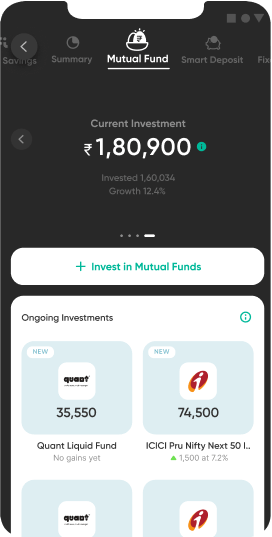 Savings
Summary
Mutual Fund
Smart Deposit
Fixe
Current Investment
₹ 1,80,900
Invested 1,60,034
Growth 12.4%
+ Invest in Mutual Funds
Ongoing Investments
NEW
NEW
quant
35,550
74,500
Quant Liquid Fund
ICICI Pru Nifty Next 50 I..
No gains yet
1,500 at 7.2%
quant